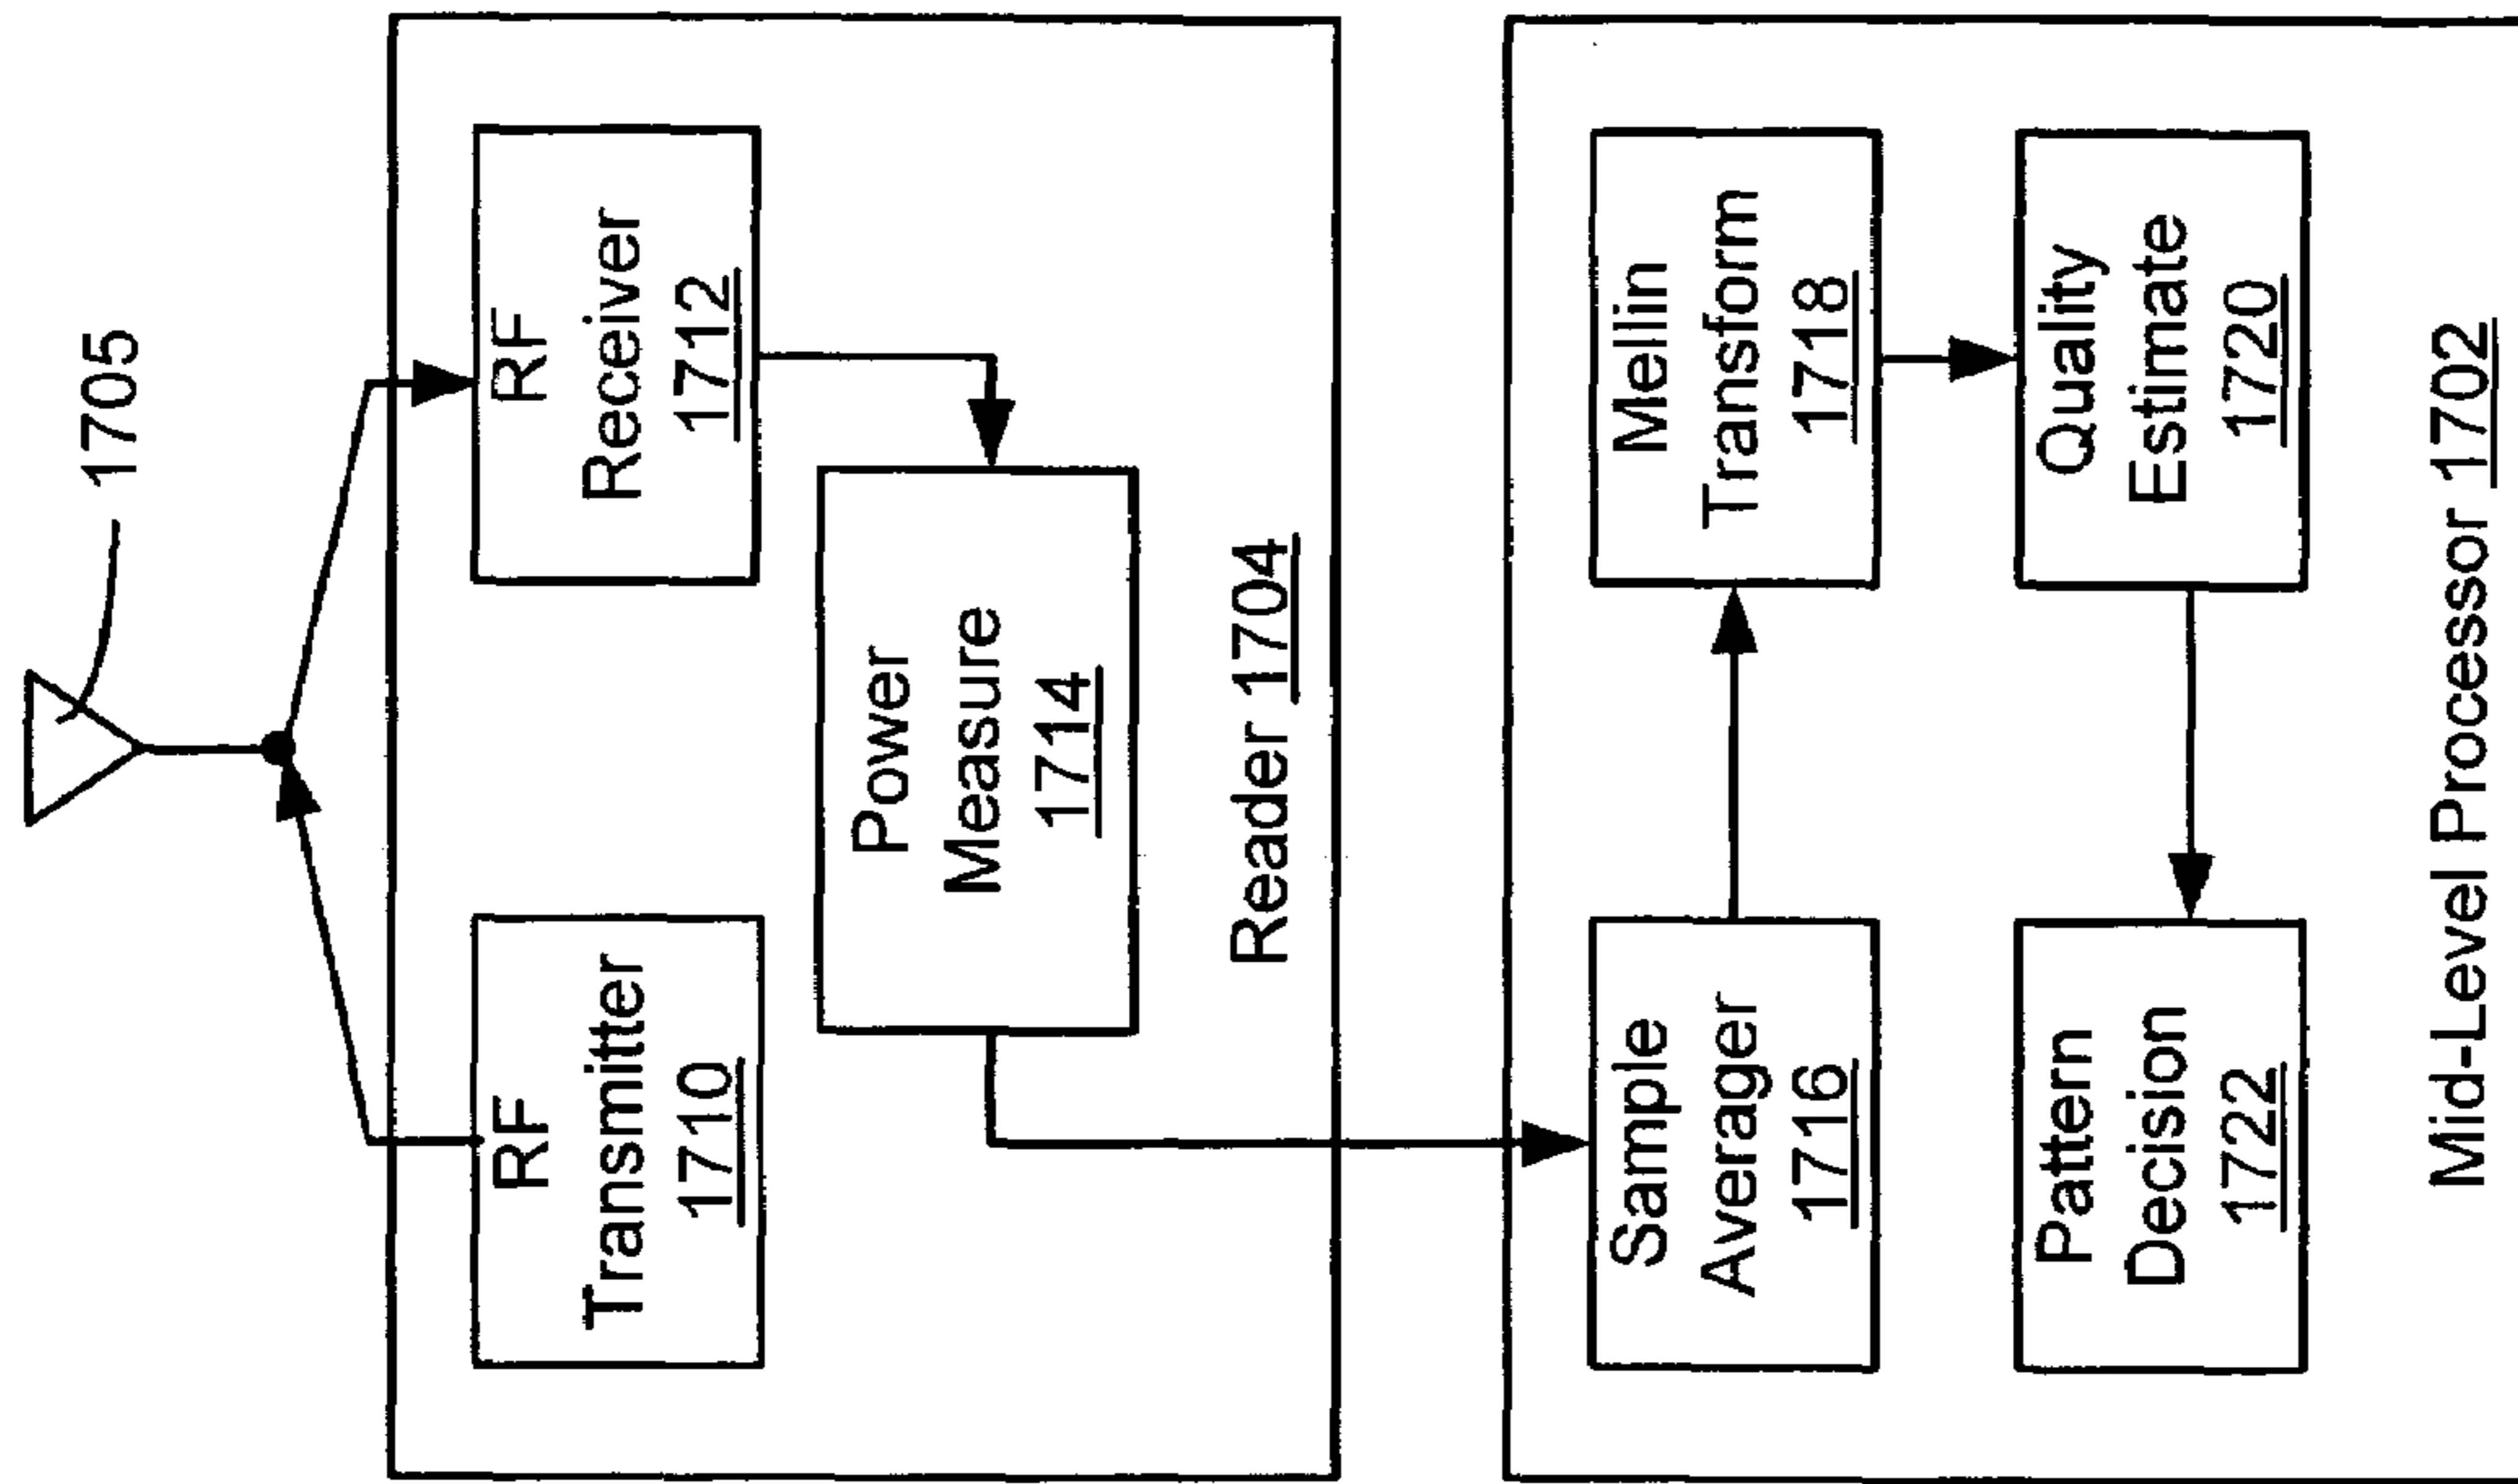 1705
RF
Transmitter
1710
RF
Receiver
1712
Power
Measure
1714
Reader 1704
Sample
Averager
1716
Mellin
Transform
1718
Pattern
Decision
1722
Quality
Estimate
1720
Mid-Level Processor 1702